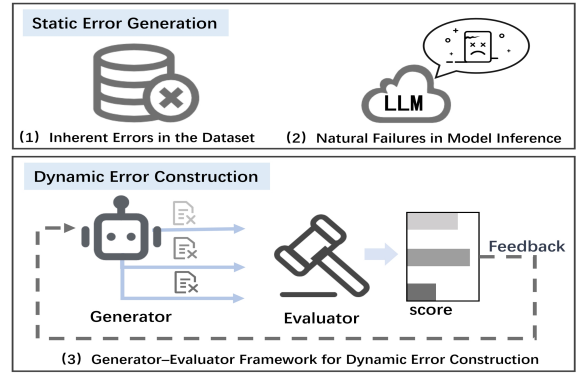 Static Error Generation
LLM
(1) Inherent Errors in the Dataset
(2) Natural Failures in Model Inference
Dynamic Error Construction
Feedback
Generator
Evaluator
score
(3) Generator–Evaluator Framework for Dynamic Error Construction